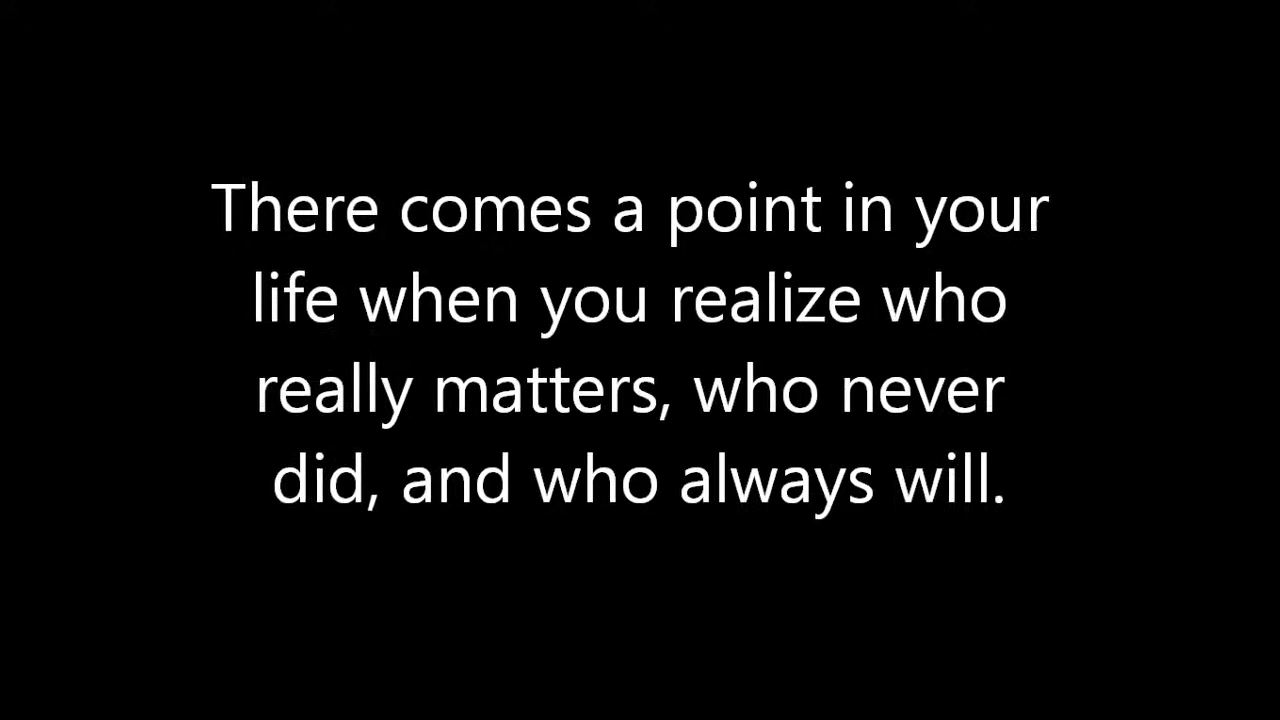 There comes a point in your
life when you realize who
really matters, who never
did, and who always will.